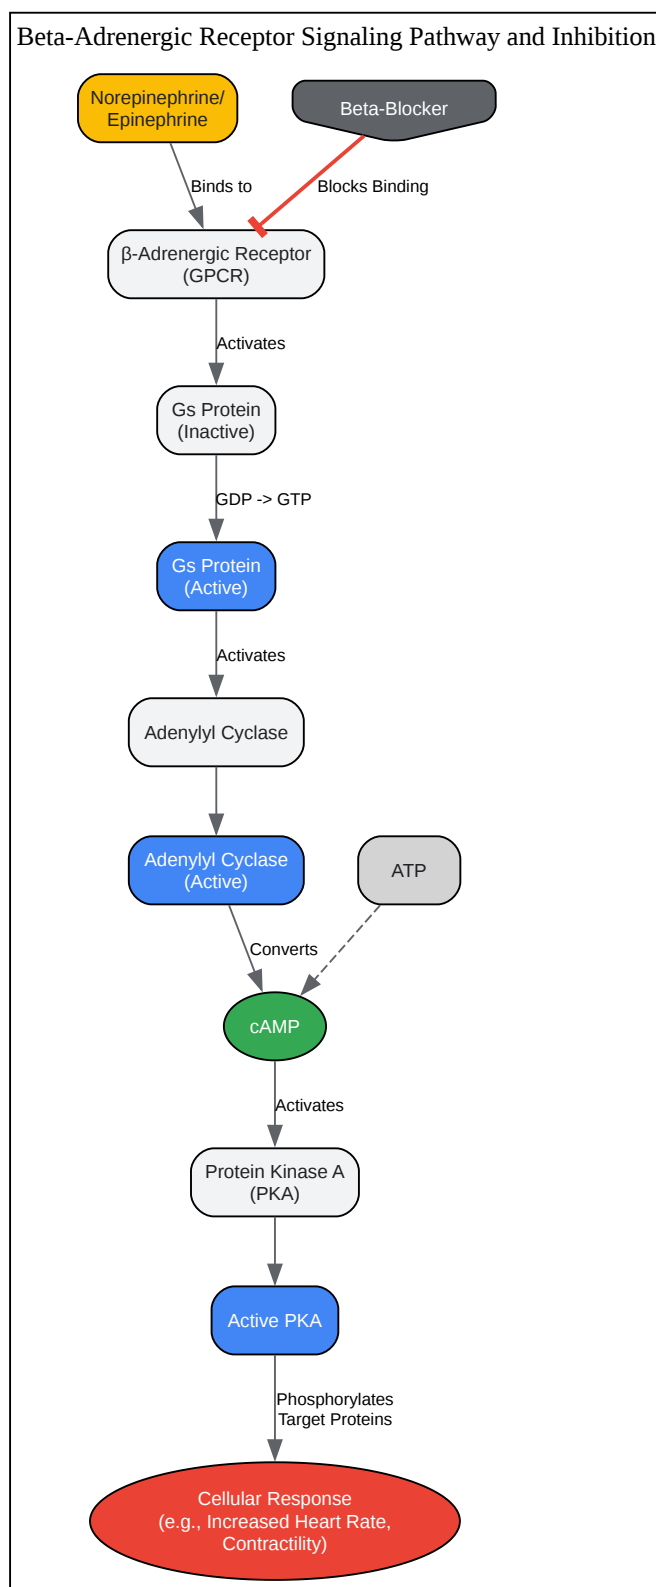 Beta-Adrenergic Receptor Signaling Pathway and Inhibition
Norepinephrine/
Epinephrine
Beta-Blocker
Binds to
Blocks Binding
β-Adrenergic Receptor
(GPCR)
Activates
Gs Protein
(Inactive)
GDP -> GTP
Gs Protein
(Active)
Activates
Adenylyl Cyclase
Adenylyl Cyclase
(Active)
ATP
Converts
cAMP
Activates
Protein Kinase A
(PKA)
Active PKA
Phosphorylates
Target Proteins
Cellular Response
(e.g., Increased Heart Rate,
Contractility)